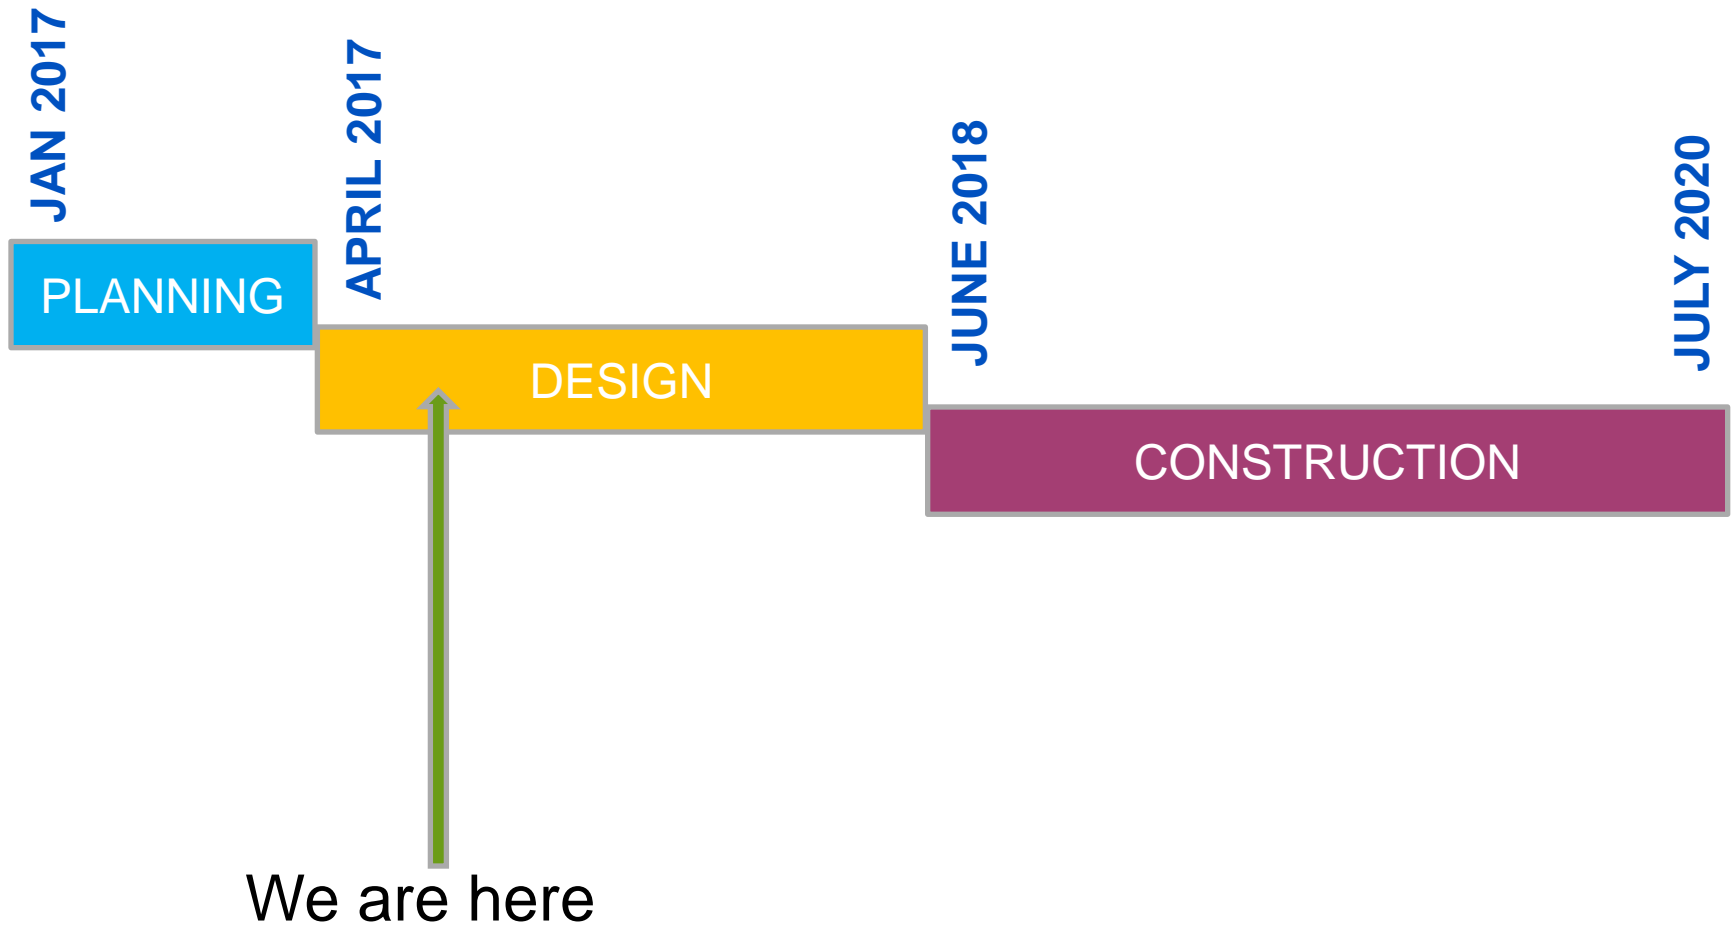 JAN 2017
APRIL 2017
JUNE 2018
JULY 2020
PLANNING
DESIGN
CONSTRUCTION
We are here